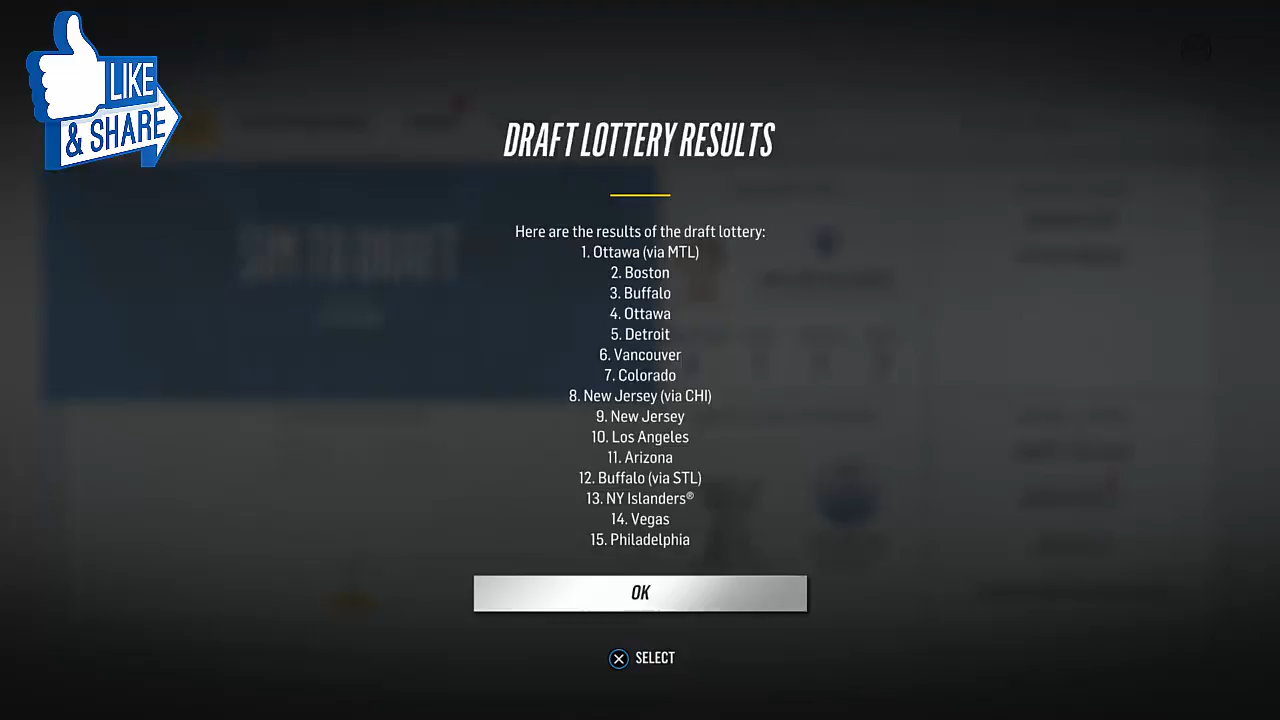 LIKE
& SHARE
DRAFT LOTTERY RESULTS
Here are the results of the draft lottery:
1. Ottawa (via MTL)
2. Boston
3. Buffalo
4. Ottawa
5. Detroit
6. Vancouver
7. Colorado
8. New Jersey (via CHI)
9. New Jersey
10. Los Angeles
11. Arizona
12. Buffalo (via STL)
13. NY Islanders®
14. Vegas
15. Philadelphia
OK
SELECT